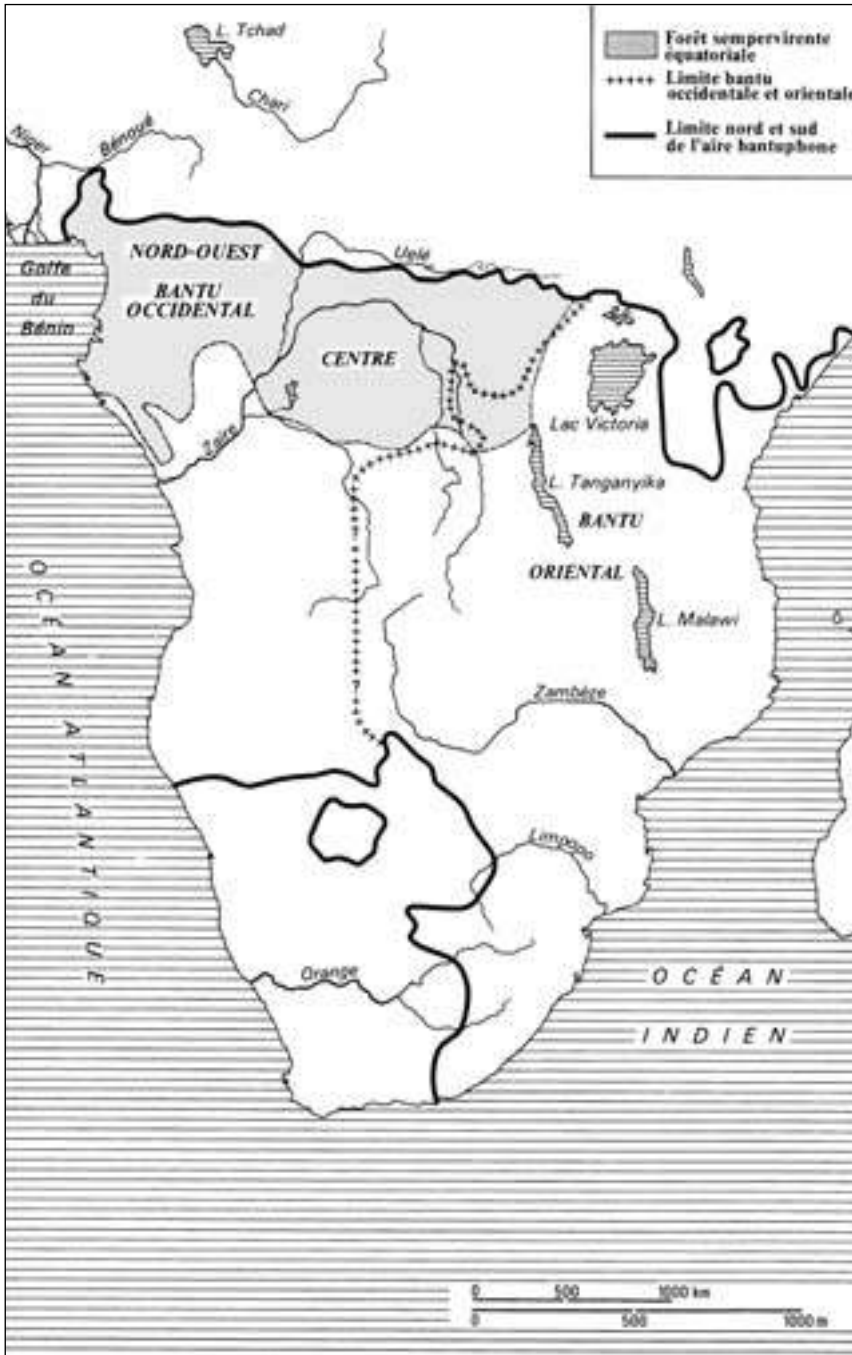 L. Tchad
Chari
Niger
Bénoué
Forêt sempervirente
équatoriale
Limite bantu
occidentale et orientale
Limite nord et sud
de l'aire bantuphone
Golfe
du
Bénin
NORD-OUEST
BANTU
OCCIDENTAL
Uélé
CENTRE
Zaïre
Lac Victoria
L. Tanganyika
BANTU
ORIENTAL
L. Malawi
?
?
Zambèze
Limpopo
Orange
OCÉAN ATLANTIQUE
OCÉAN
INDIEN
0 500 1000 km
0 500 1000 m